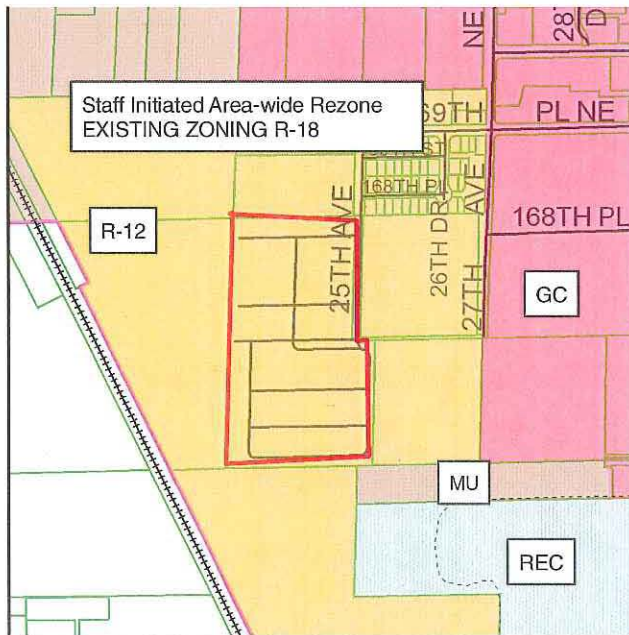 NE
28T
D
Staff Initiated Area-wide Rezone
EXISTING ZONING R-18
69TH
PL NE
168TH PL
25TH AVE
26TH DR
27TH
AVE
168TH PL
R-12
GC
MU
REC